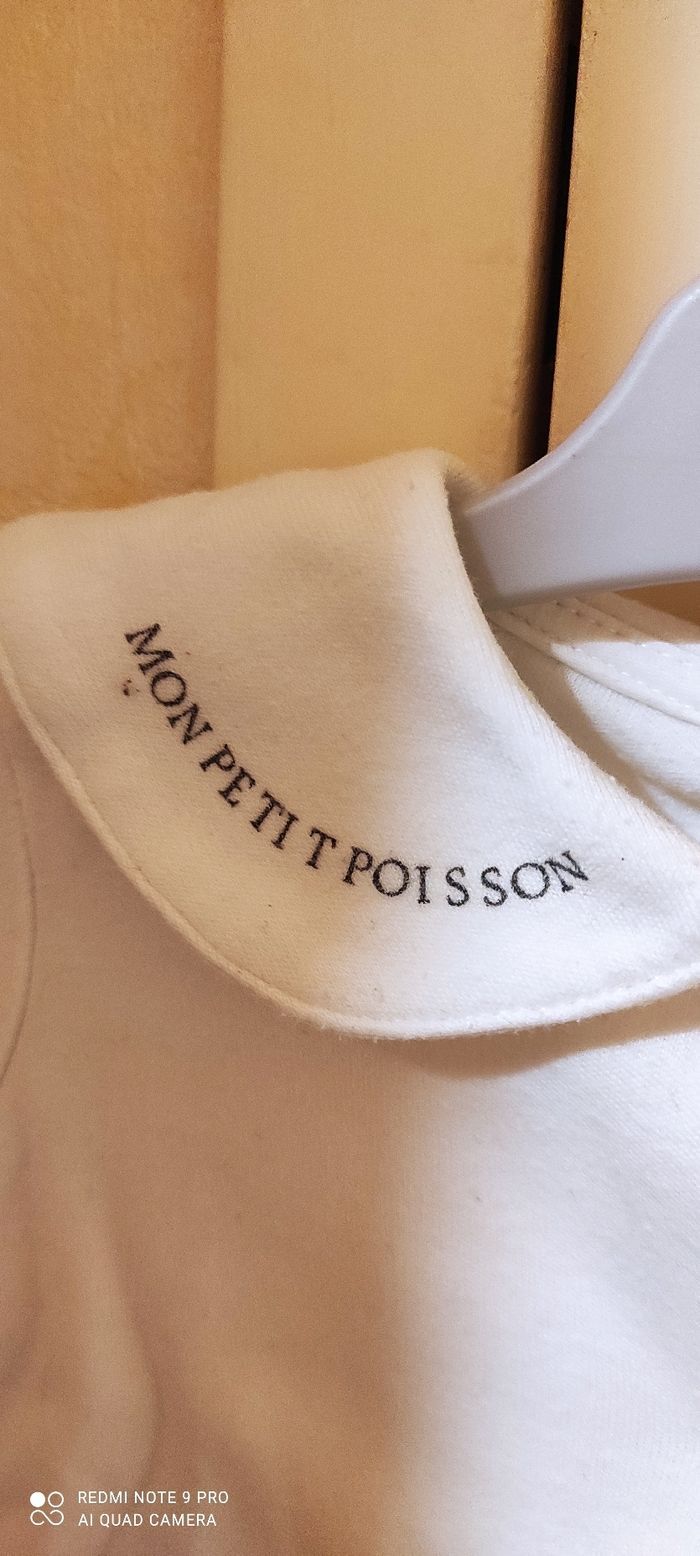 MON PETIT POISSON
REDMI NOTE 9 PRO
AI QUAD CAMERA